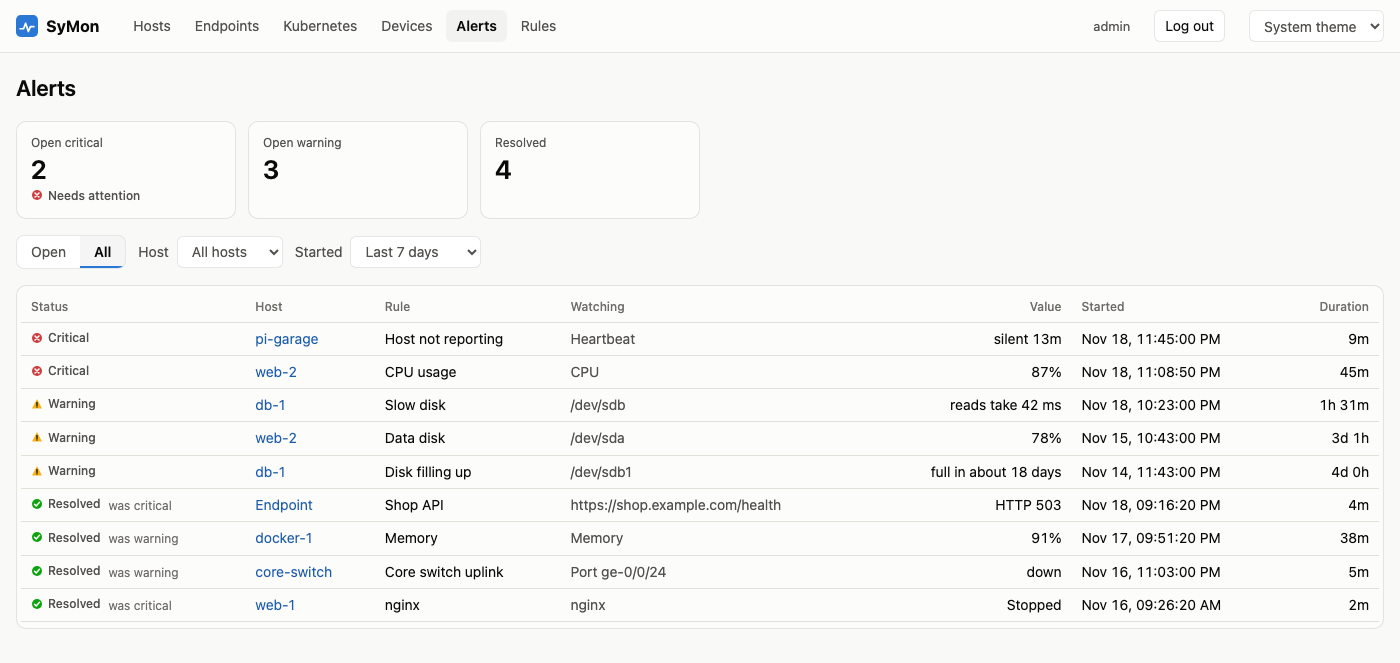 SyMon Hosts Endpoints Kubernetes Devices Alerts Rules admin Log out System theme
Alerts
Open critical
2
Needs attention
Open warning
3
Resolved
4
Open All Host All hosts Started Last 7 days
Status Host Rule Watching Value Started Duration
Critical pi-garage Host not reporting Heartbeat silent 13m Nov 18, 11:45:00 PM 9m
Critical web-2 CPU usage CPU 87% Nov 18, 11:08:50 PM 45m
Warning db-1 Slow disk /dev/sdb reads take 42 ms Nov 18, 10:23:00 PM 1h 31m
Warning web-2 Data disk /dev/sda 78% Nov 15, 10:43:00 PM 3d 1h
Warning db-1 Disk filling up /dev/sdb1 full in about 18 days Nov 14, 11:43:00 PM 4d 0h
Resolved was critical Endpoint Shop API https://shop.example.com/health HTTP 503 Nov 18, 09:16:20 PM 4m
Resolved was warning docker-1 Memory Memory 91% Nov 17, 09:51:20 PM 38m
Resolved was warning core-switch Core switch uplink Port ge-0/0/24 down Nov 16, 11:03:00 PM 5m
Resolved was critical web-1 nginx nginx Stopped Nov 16, 09:26:20 AM 2m